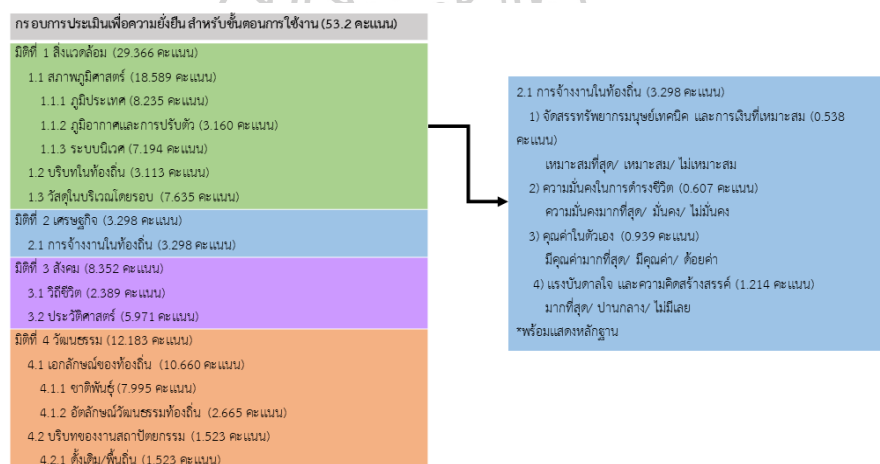 กรอบการประเมินเพื่อความยั่งยืน สำหรับขั้นตอนการใช้งาน (53.2 คะแนน)
มิติที่ 1 สิ่งแวดล้อม (29.366 คะแนน)
1.1 สภาพภูมิศาสตร์ (18.589 คะแนน)
1.1.1 ภูมิประเทศ (8.235 คะแนน)
1.1.2 ภูมิอากาศและการปรับตัว (3.160 คะแนน)
1.1.3 ระบบนิเวศ (7.194 คะแนน)
1.2 บริบทในท้องถิ่น (3.113 คะแนน)
1.3 วัสดุในบริเวณโดยรอบ (7.635 คะแนน)
มิติที่ 2 เศรษฐกิจ (3.298 คะแนน)
2.1 การจ้างงานในท้องถิ่น (3.298 คะแนน)
มิติที่ 3 สังคม (8.352 คะแนน)
3.1 วิถีชีวิต (2.389 คะแนน)
3.2 ประวัติศาสตร์ (5.971 คะแนน)
มิติที่ 4 วัฒนธรรม (12.183 คะแนน)
4.1 เอกลักษณ์ของท้องถิ่น (10.660 คะแนน)
4.1.1 ชาติพันธุ์ (7.995 คะแนน)
4.1.2 อัตลักษณ์วัฒนธรรมท้องถิ่น (2.665 คะแนน)
4.2 บริบทของงานสถาปัตยกรรม (1.523 คะแนน)
4.2.1 ดั้งเดิม/พื้นถิ่น (1.523 คะแนน)
2.1 การจ้างงานในท้องถิ่น (3.298 คะแนน)
1) จัดสรรทรัพยากรมนุษย์เทคนิค และการเงินที่เหมาะสม (0.538
คะแนน)
เหมาะสมที่สุด/ เหมาะสม/ ไม่เหมาะสม
2) ความมั่นคงในการดำรงชีวิต (0.607 คะแนน)
ความมั่นคงมากที่สุด/ มั่นคง/ ไม่มั่นคง
3) คุณค่าในตัวเอง (0.939 คะแนน)
มีคุณค่ามากที่สุด/ มีคุณค่า/ ด้อยค่า
4) แรงบันดาลใจ และความคิดสร้างสรรค์ (1.214 คะแนน)
มากที่สุด/ ปานกลาง/ ไม่มีเลย
*พร้อมแสดงหลักฐาน